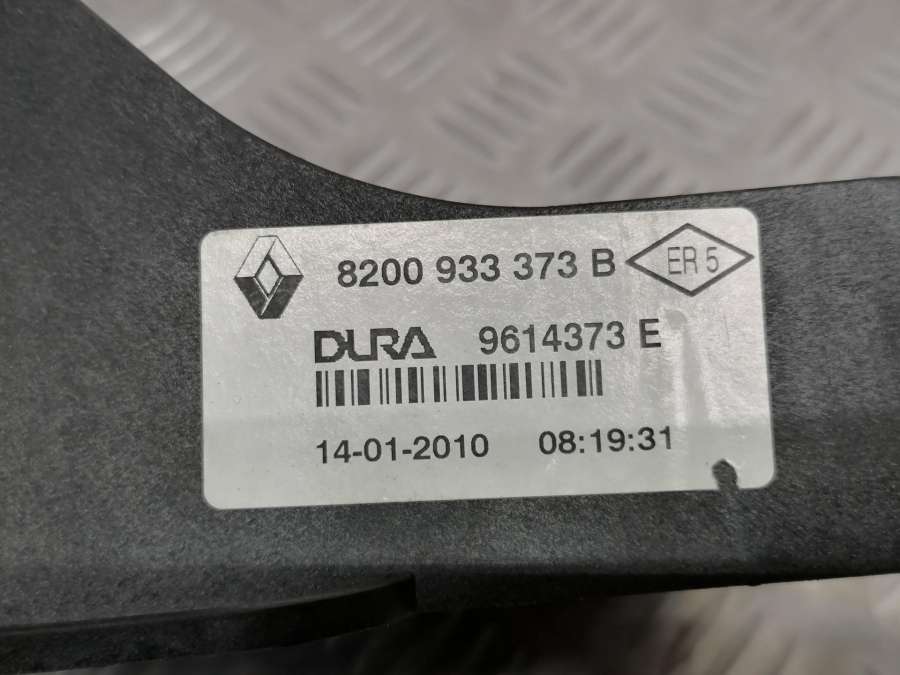 8200 933 373 B ER 5
DURA 9614373 E
14-01-2010 08:19:31